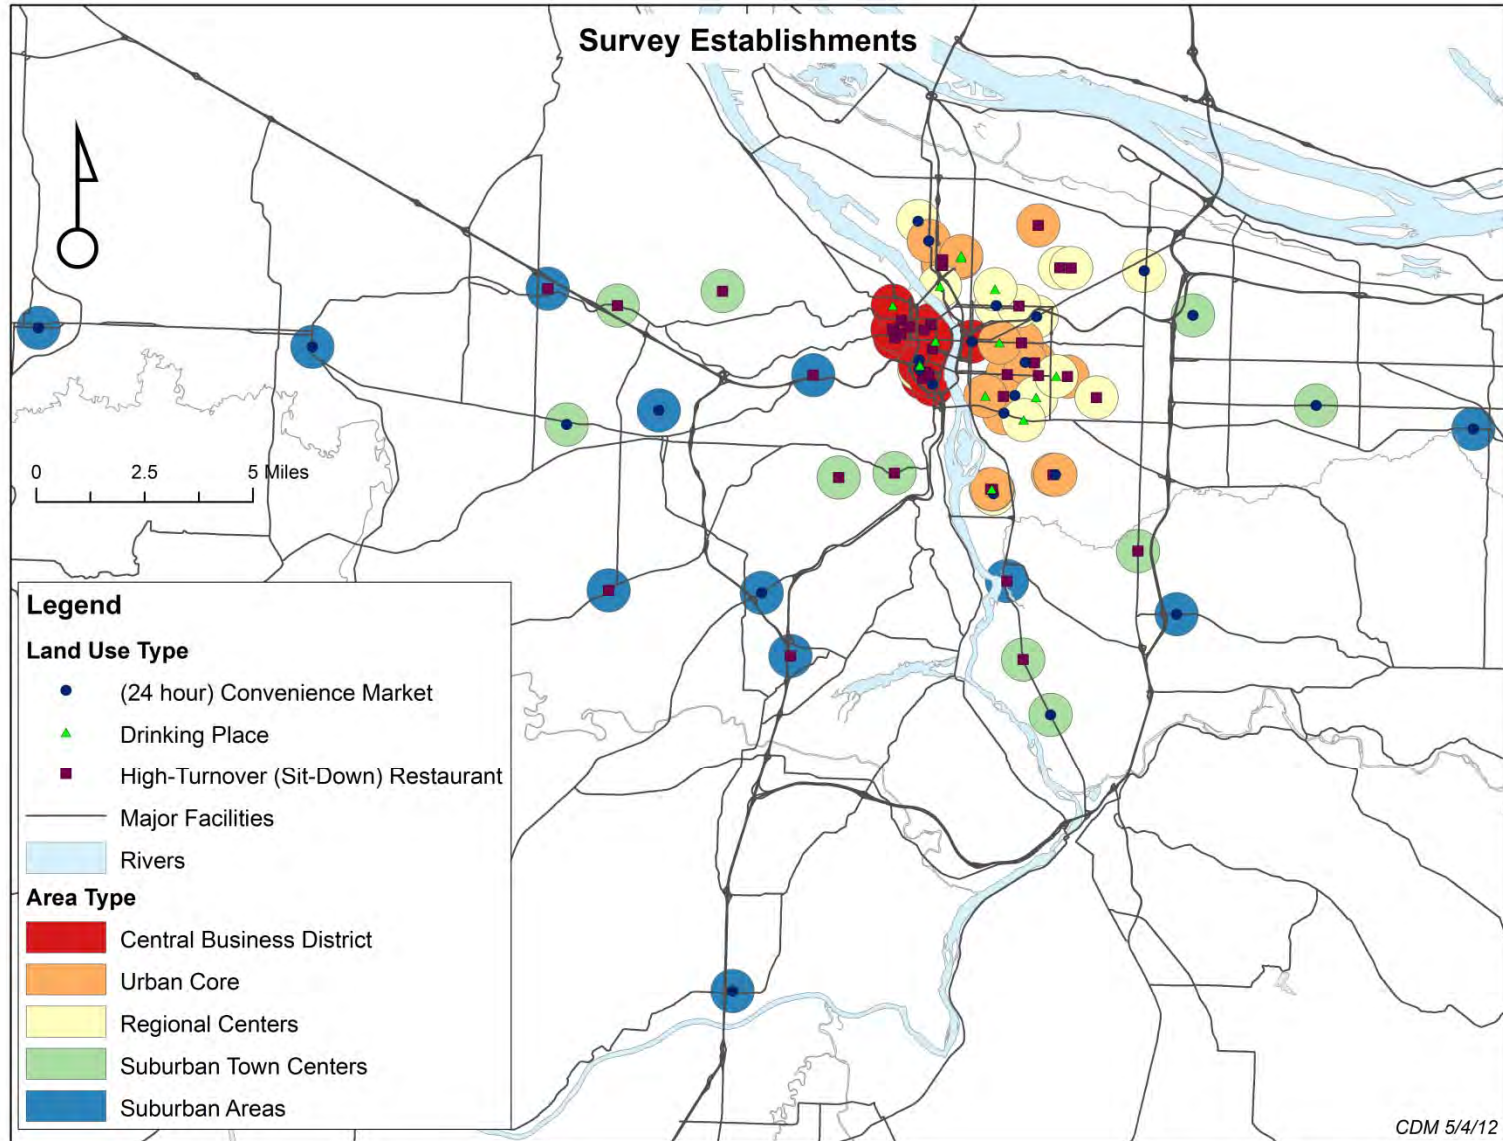 Survey Establishments
0 2.5 5 Miles
Legend
Land Use Type
(24 hour) Convenience Market
Drinking Place
High-Turnover (Sit-Down) Restaurant
Major Facilities
Rivers
Area Type
Central Business District
Urban Core
Regional Centers
Suburban Town Centers
Suburban Areas
CDM 5/4/12